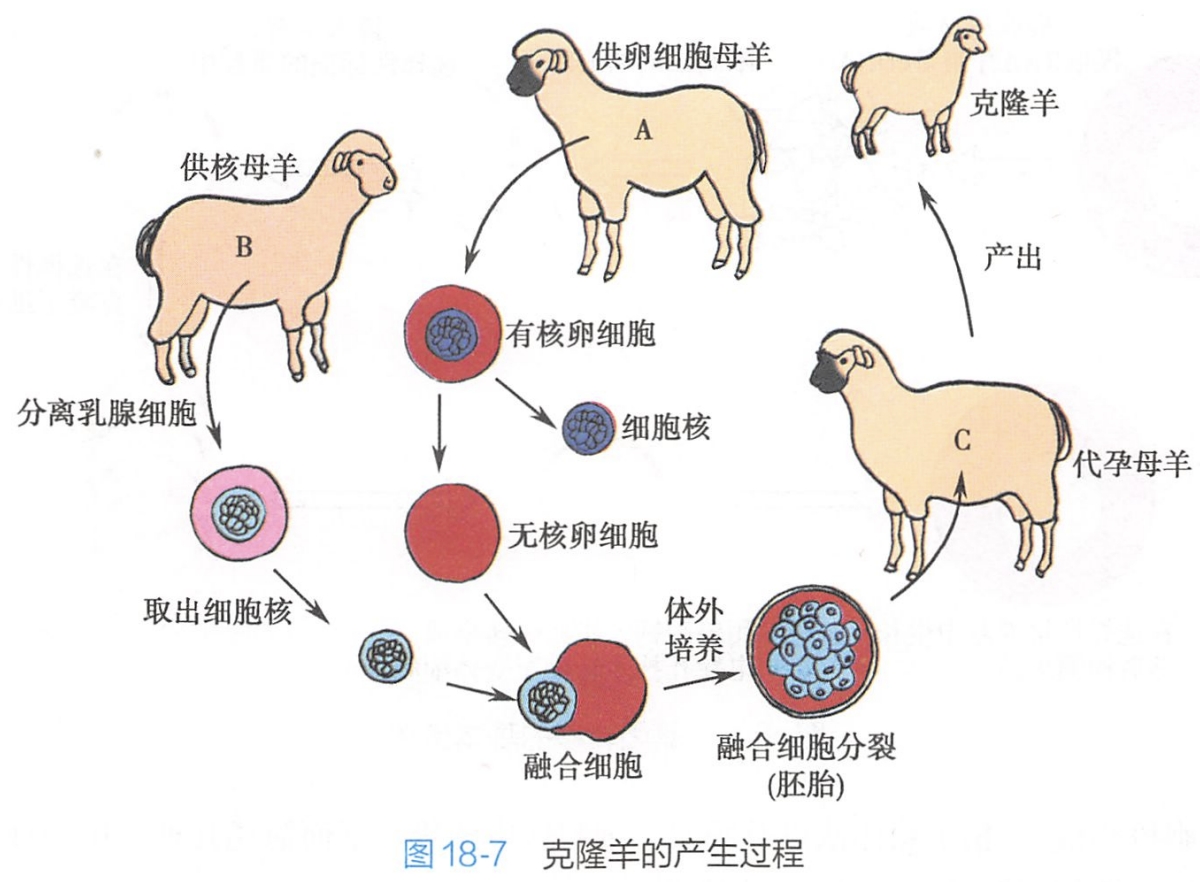 供卵细胞母羊
A
克隆羊
供核母羊
B
产出
有核卵细胞
分离乳腺细胞
细胞核
C
代孕母羊
无核卵细胞
取出细胞核
体外
培养
融合细胞
融合细胞分裂
(胚胎)
图18-7 克隆羊的产生过程